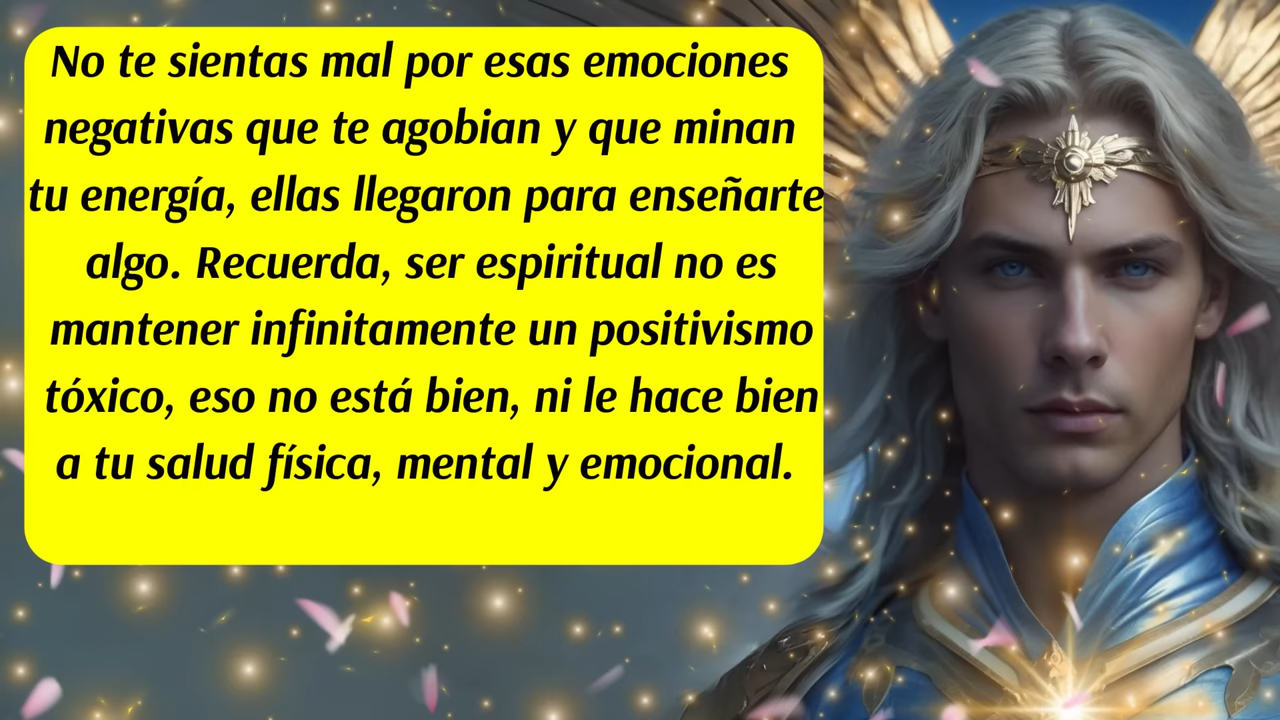 No te sientas mal por esas emociones
negativas que te agobian y que minan
tu energía, ellas llegaron para enseñarte
algo. Recuerda, ser espiritual no es
mantener infinitamente un positivismo
tóxico, eso no está bien, ni le hace bien
a tu salud física, mental y emocional.